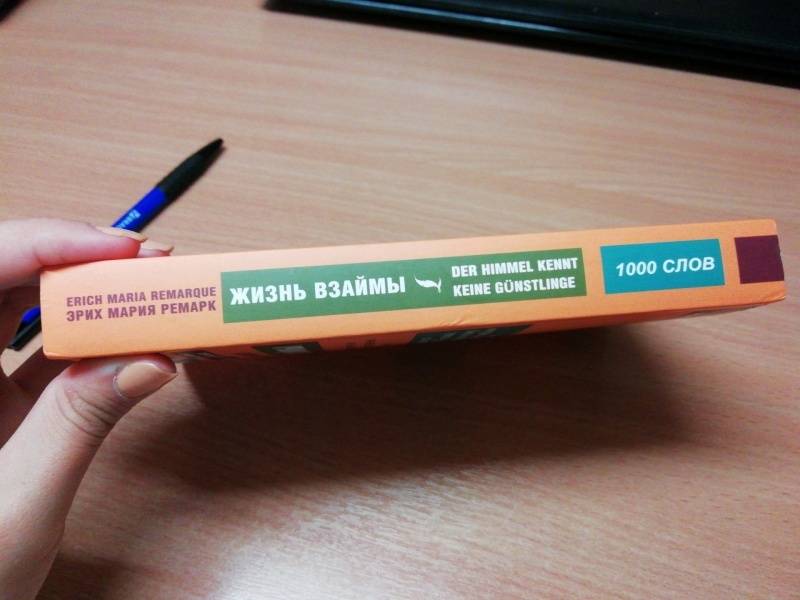 ERICH MARIA REMARQUE
ЭРИХ МАРИЯ РЕМАРК
ЖИЗНЬ ВЗАЙМЫ
DER HIMMEL KENNT
KEINE GÜNSTLINGE
1000 СЛОВ